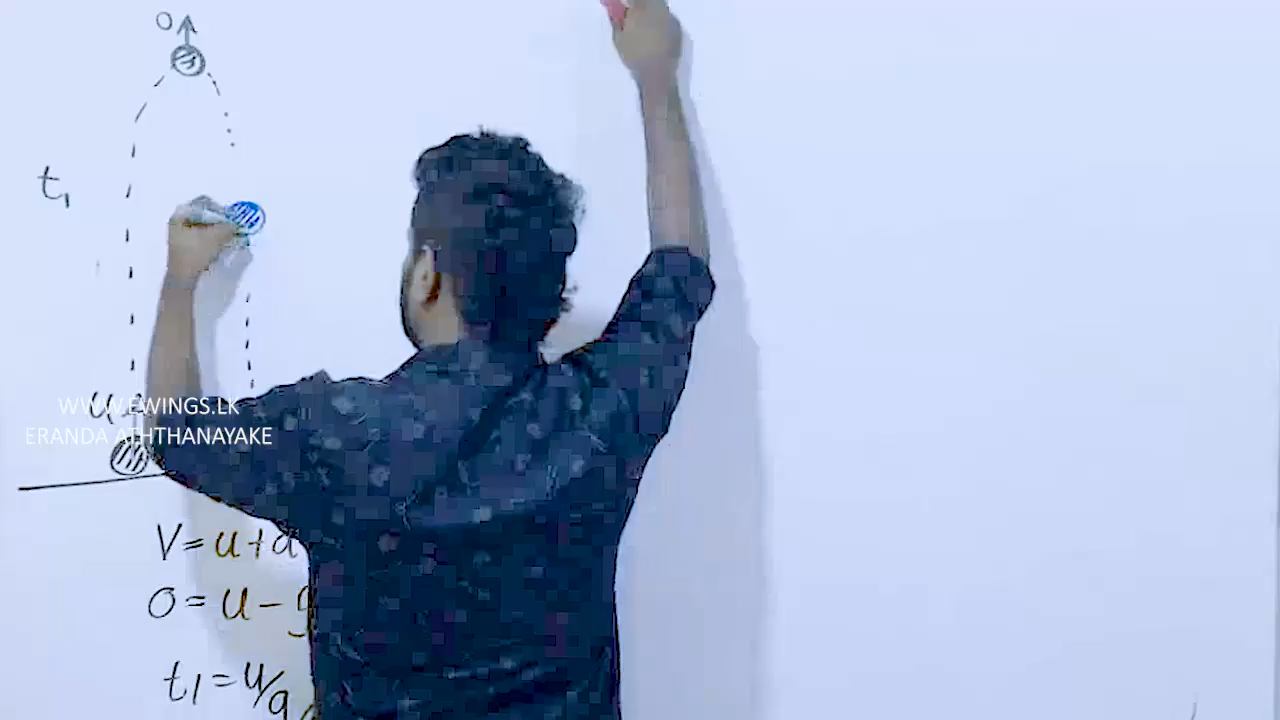 0
t₁
u
WWW.EWINGS.LK
ERANDA ATHTHANAYAKE
V=u+a
0=u-g
t₁=u/g